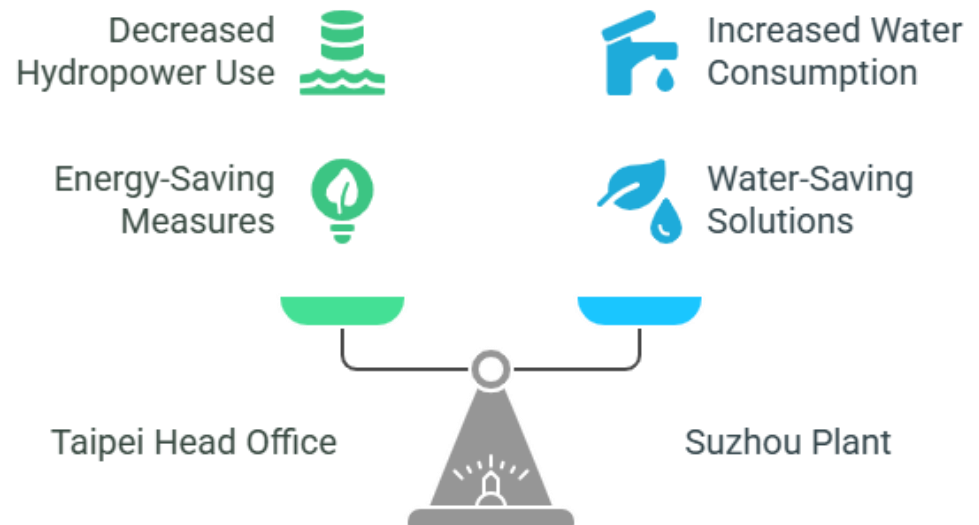 Decreased
Hydropower Use
Increased Water
Consumption
Energy-Saving
Measures
Water-Saving
Solutions
Taipei Head Office
Suzhou Plant